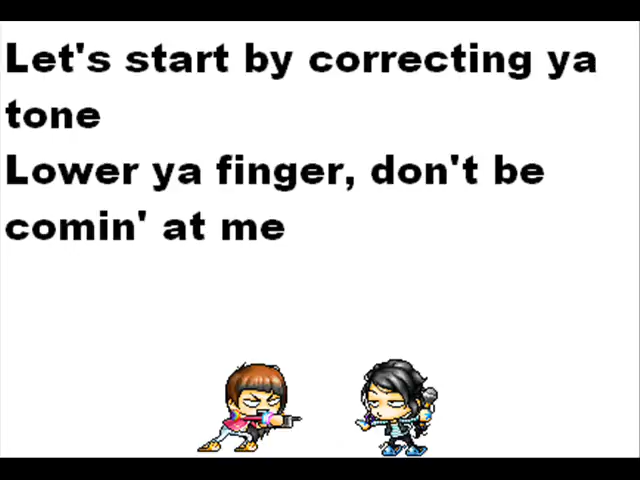 Let's start by correcting ya
tone
Lower ya finger, don't be
comin' at me